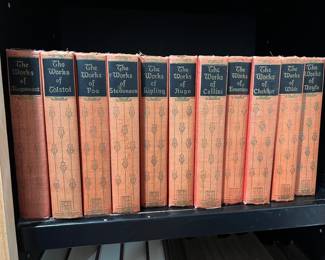 The
Works
of
Maupassant
The
Works
of
Tolstoi
The
Works
of
Poe
The
Works
of
Stevenson
The
Works
of
Kipling
The
Works
of
Hugo
The
Works
of
Collins
The
Works
of
Emerson
The
Works
of
Chekhov
The
Works
of
Wilde
The
Works
of